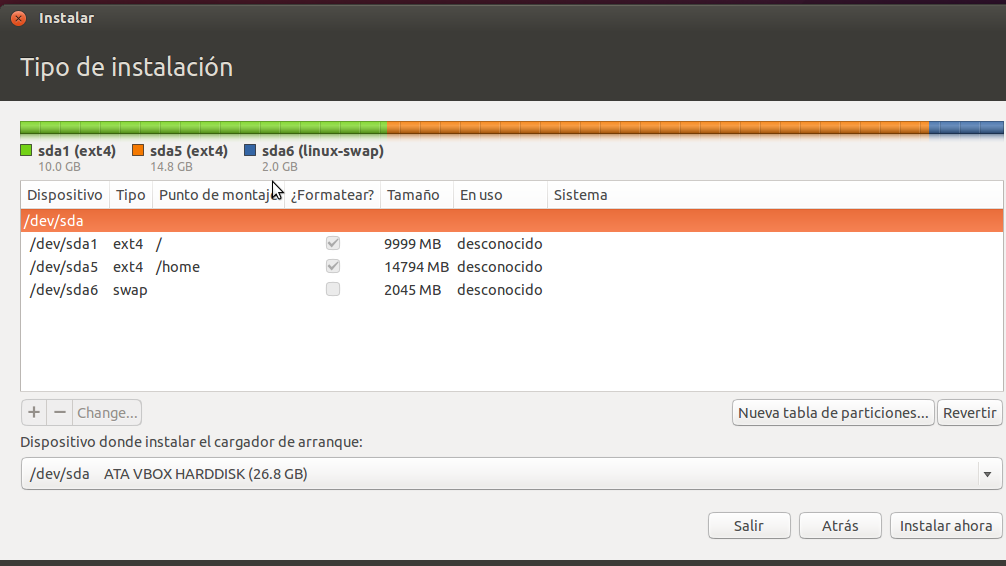 Instalar
Tipo de instalación
sda1 (ext4) sda5 (ext4) sda6 (linux-swap)
10.0 GB 14.8 GB 2.0 GB
Dispositivo Tipo Punto de montaje ¿Formatear? Tamaño En uso Sistema
/dev/sda
/dev/sda1 ext4 / 9999 MB desconocido
/dev/sda5 ext4 /home 14794 MB desconocido
/dev/sda6 swap 2045 MB desconocido
+ − Change... Nueva tabla de particiones... Revertir
Dispositivo donde instalar el cargador de arranque:
/dev/sda ATA VBOX HARDDISK (26.8 GB)
Salir Atrás Instalar ahora